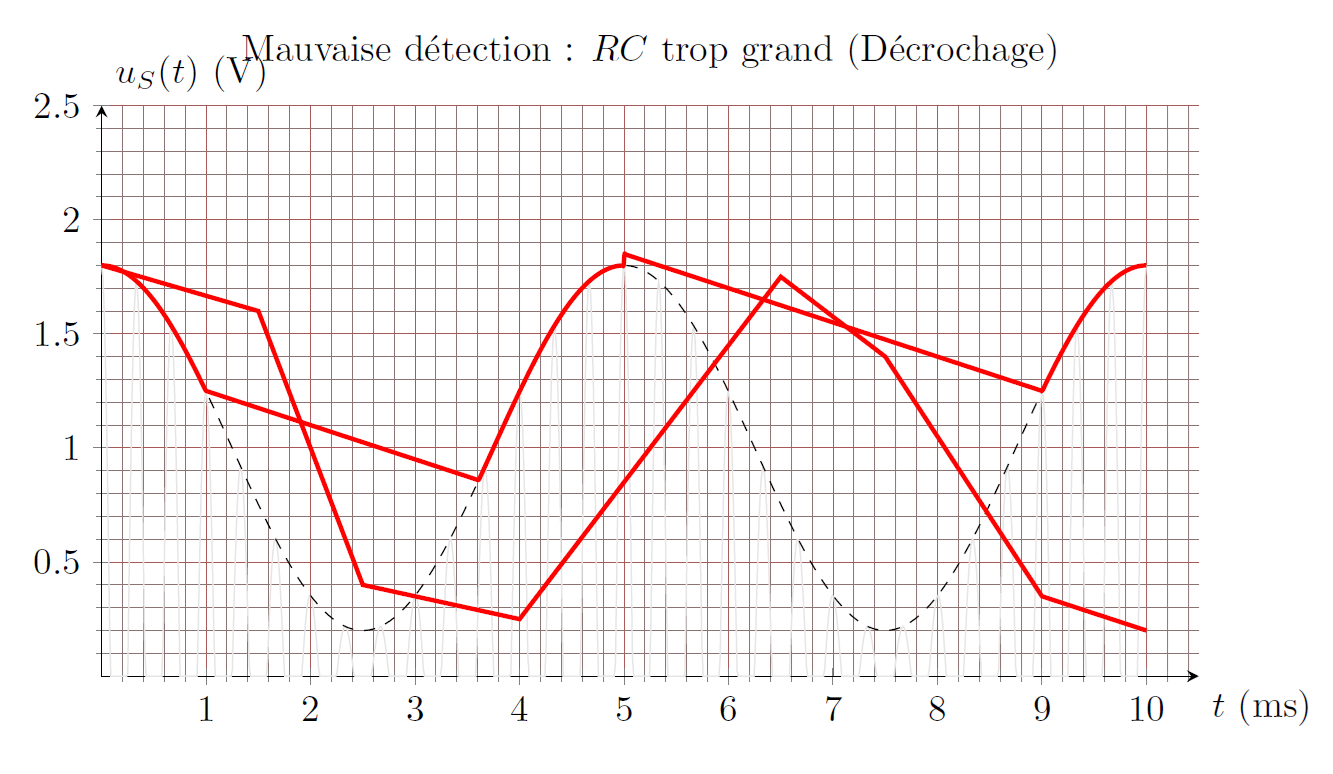 Mauvaise détection : RC trop grand (Décrochage)
u_S(t) (V)
2.5
2
1.5
1
0.5
1 2 3 4 5 6 7 8 9 10
t (ms)